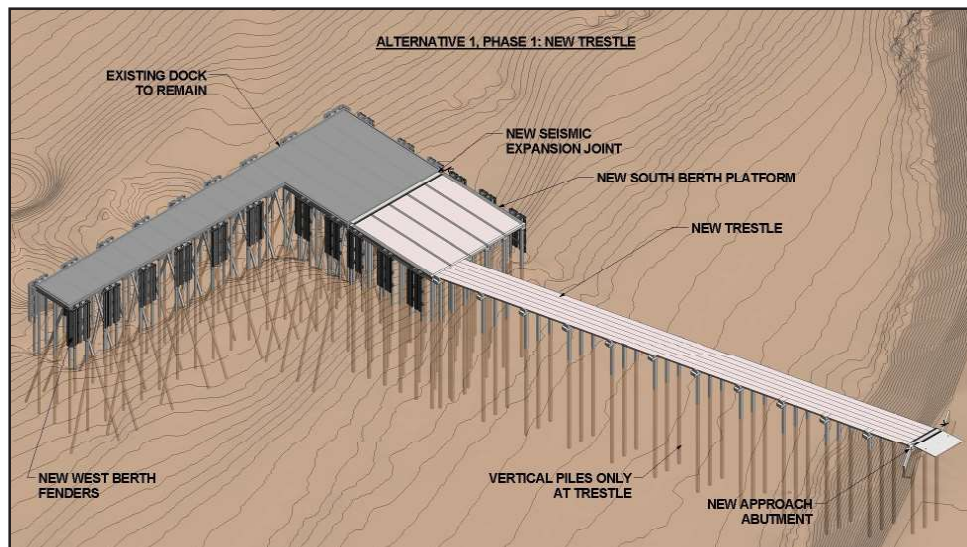 ALTERNATIVE 1, PHASE 1: NEW TRESTLE
EXISTING DOCK
TO REMAIN
NEW SEISMIC
EXPANSION JOINT
NEW SOUTH BERTH PLATFORM
NEW TRESTLE
NEW WEST BERTH
FENDERS
VERTICAL PILES ONLY
AT TRESTLE
NEW APPROACH
ABUTMENT